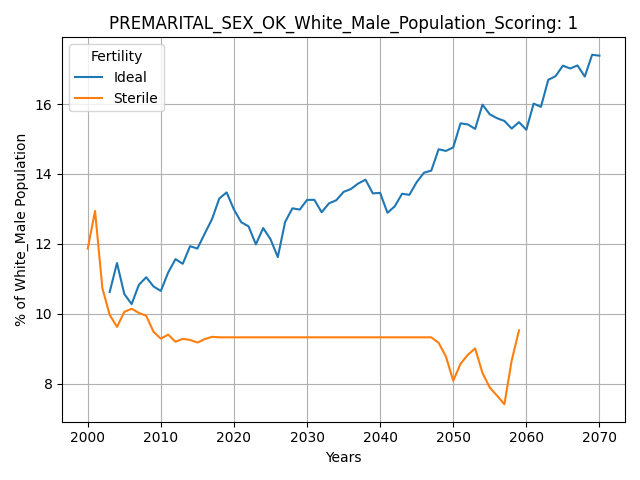 PREMARITAL_SEX_OK_White_Male_Population_Scoring: 1
Fertility
Ideal
Sterile
% of White_Male Population
16
14
12
10
8
2000 2010 2020 2030 2040 2050 2060 2070
Years